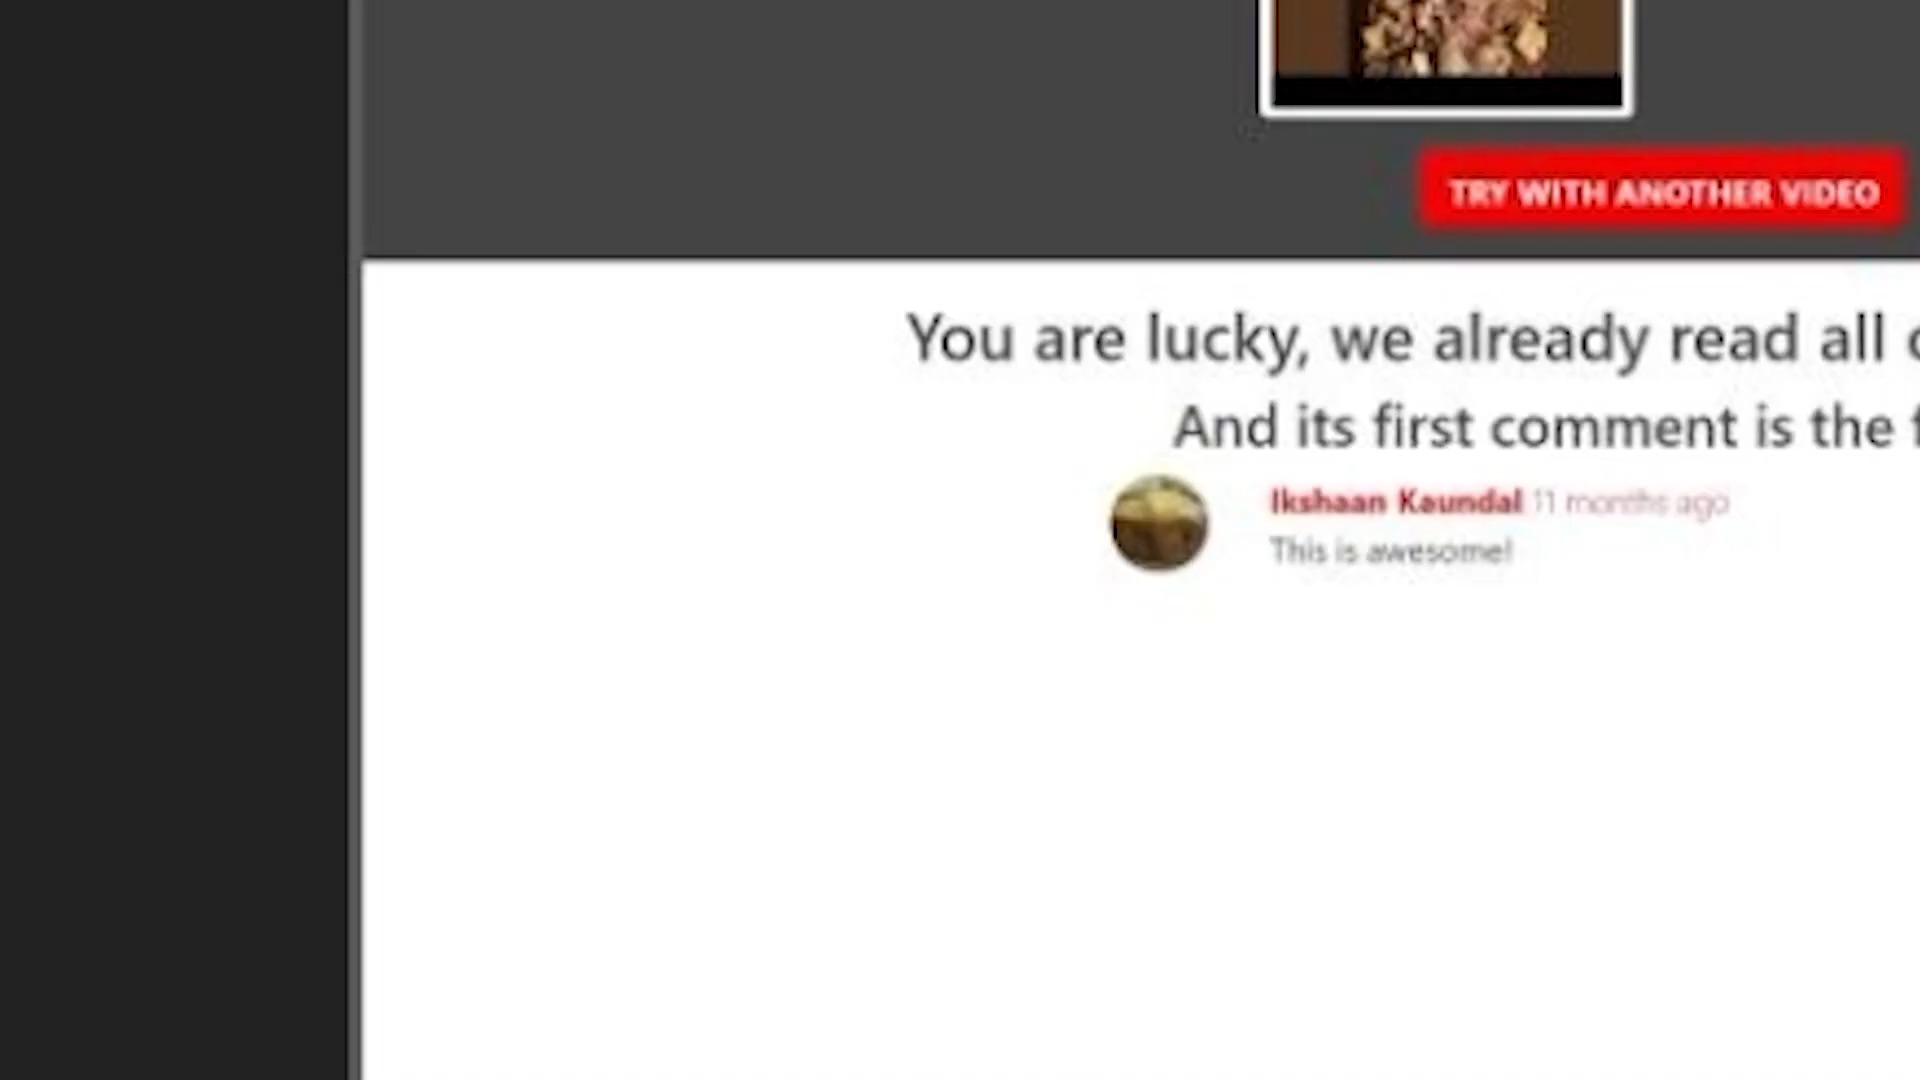 TRY WITH ANOTHER VIDEO
You are lucky, we already read all
And its first comment is the
Ikshaan Kaundal 11 months ago
This is awesome!